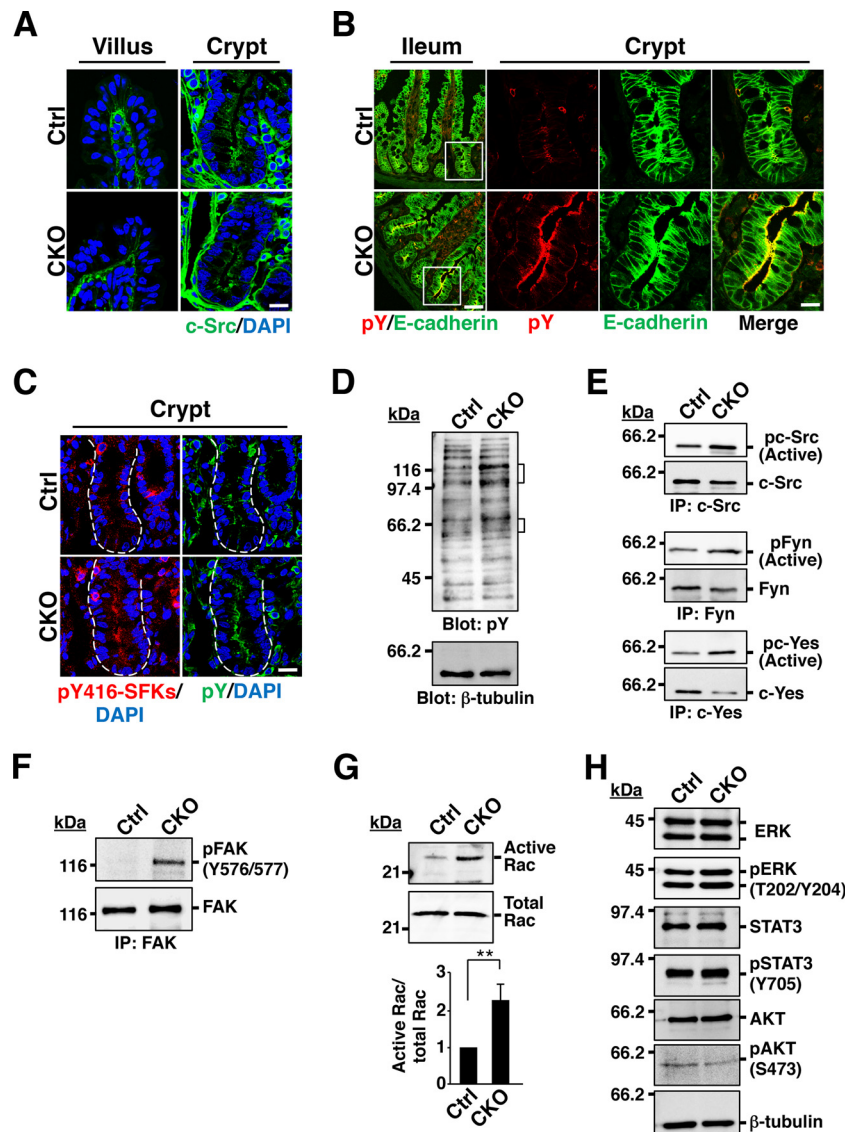 A
Villus
Crypt
Ctrl
CKO
c-Src/DAPI
B
Ileum
Crypt
Ctrl
CKO
pY/E-cadherin
pY
E-cadherin
Merge
C
Crypt
Ctrl
CKO
pY416-SFKs/
DAPI
pY/DAPI
D
kDa
Ctrl
CKO
116
97.4
66.2
45
Blot: pY
66.2
Blot: β-tubulin
E
kDa
Ctrl
CKO
66.2
pc-Src
(Active)
66.2
c-Src
IP: c-Src
66.2
pFyn
(Active)
66.2
Fyn
IP: Fyn
66.2
pc-Yes
(Active)
66.2
c-Yes
IP: c-Yes
F
kDa
Ctrl
CKO
116
pFAK
(Y576/577)
116
FAK
IP: FAK
G
kDa
Ctrl
CKO
21
Active
Rac
21
Total
Rac
Active Rac/
total Rac
3
2
1
0
**
Ctrl
CKO
H
kDa
Ctrl
CKO
45
ERK
45
pERK
(T202/Y204)
97.4
STAT3
97.4
pSTAT3
(Y705)
66.2
AKT
66.2
pAKT
(S473)
66.2
β-tubulin